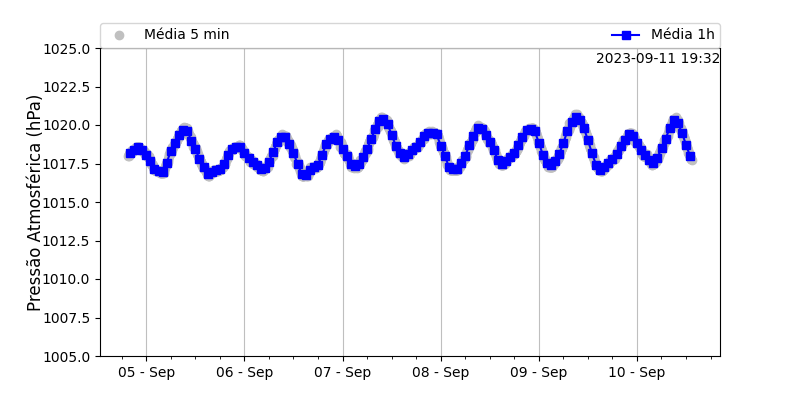 Média 5 min
Média 1h
2023-09-11 19:32
Pressão Atmosférica (hPa)
1025.0
1022.5
1020.0
1017.5
1015.0
1012.5
1010.0
1007.5
1005.0
05 - Sep
06 - Sep
07 - Sep
08 - Sep
09 - Sep
10 - Sep